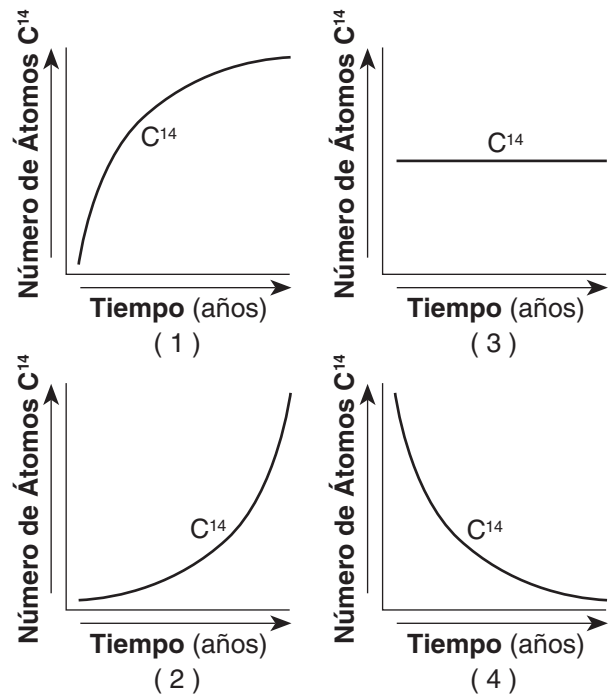 Número de Átomos C¹⁴
C¹⁴
Tiempo (años)
( 1 )
Número de Átomos C¹⁴
C¹⁴
Tiempo (años)
( 3 )
Número de Átomos C¹⁴
C¹⁴
Tiempo (años)
( 2 )
Número de Átomos C¹⁴
C¹⁴
Tiempo (años)
( 4 )